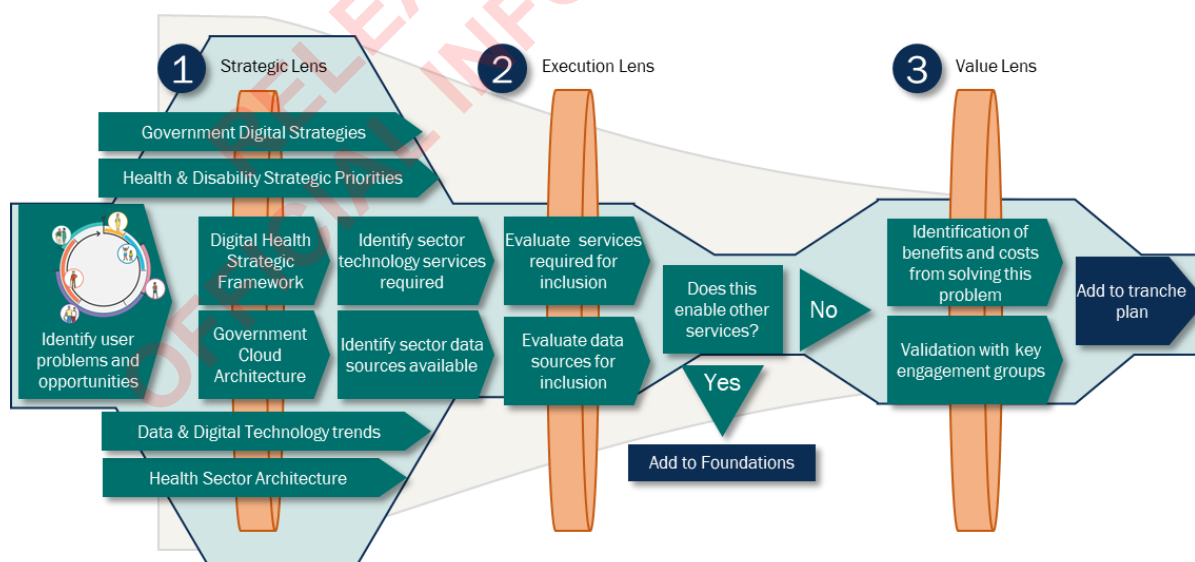 1
Strategic Lens
2
Execution Lens
3
Value Lens
Government Digital Strategies
Health & Disability Strategic Priorities
Identify user
problems and
opportunities
Digital Health
Strategic
Framework
Identify sector
technology services
required
Government
Cloud
Architecture
Identify sector data
sources available
Data & Digital Technology trends
Health Sector Architecture
Evaluate services
required for
inclusion
Evaluate data
sources for
inclusion
Does this
enable other
services?
No
Yes
Add to Foundations
Identification of
benefits and costs
from solving this
problem
Validation with key
engagement groups
Add to tranche
plan
OFFICIAL